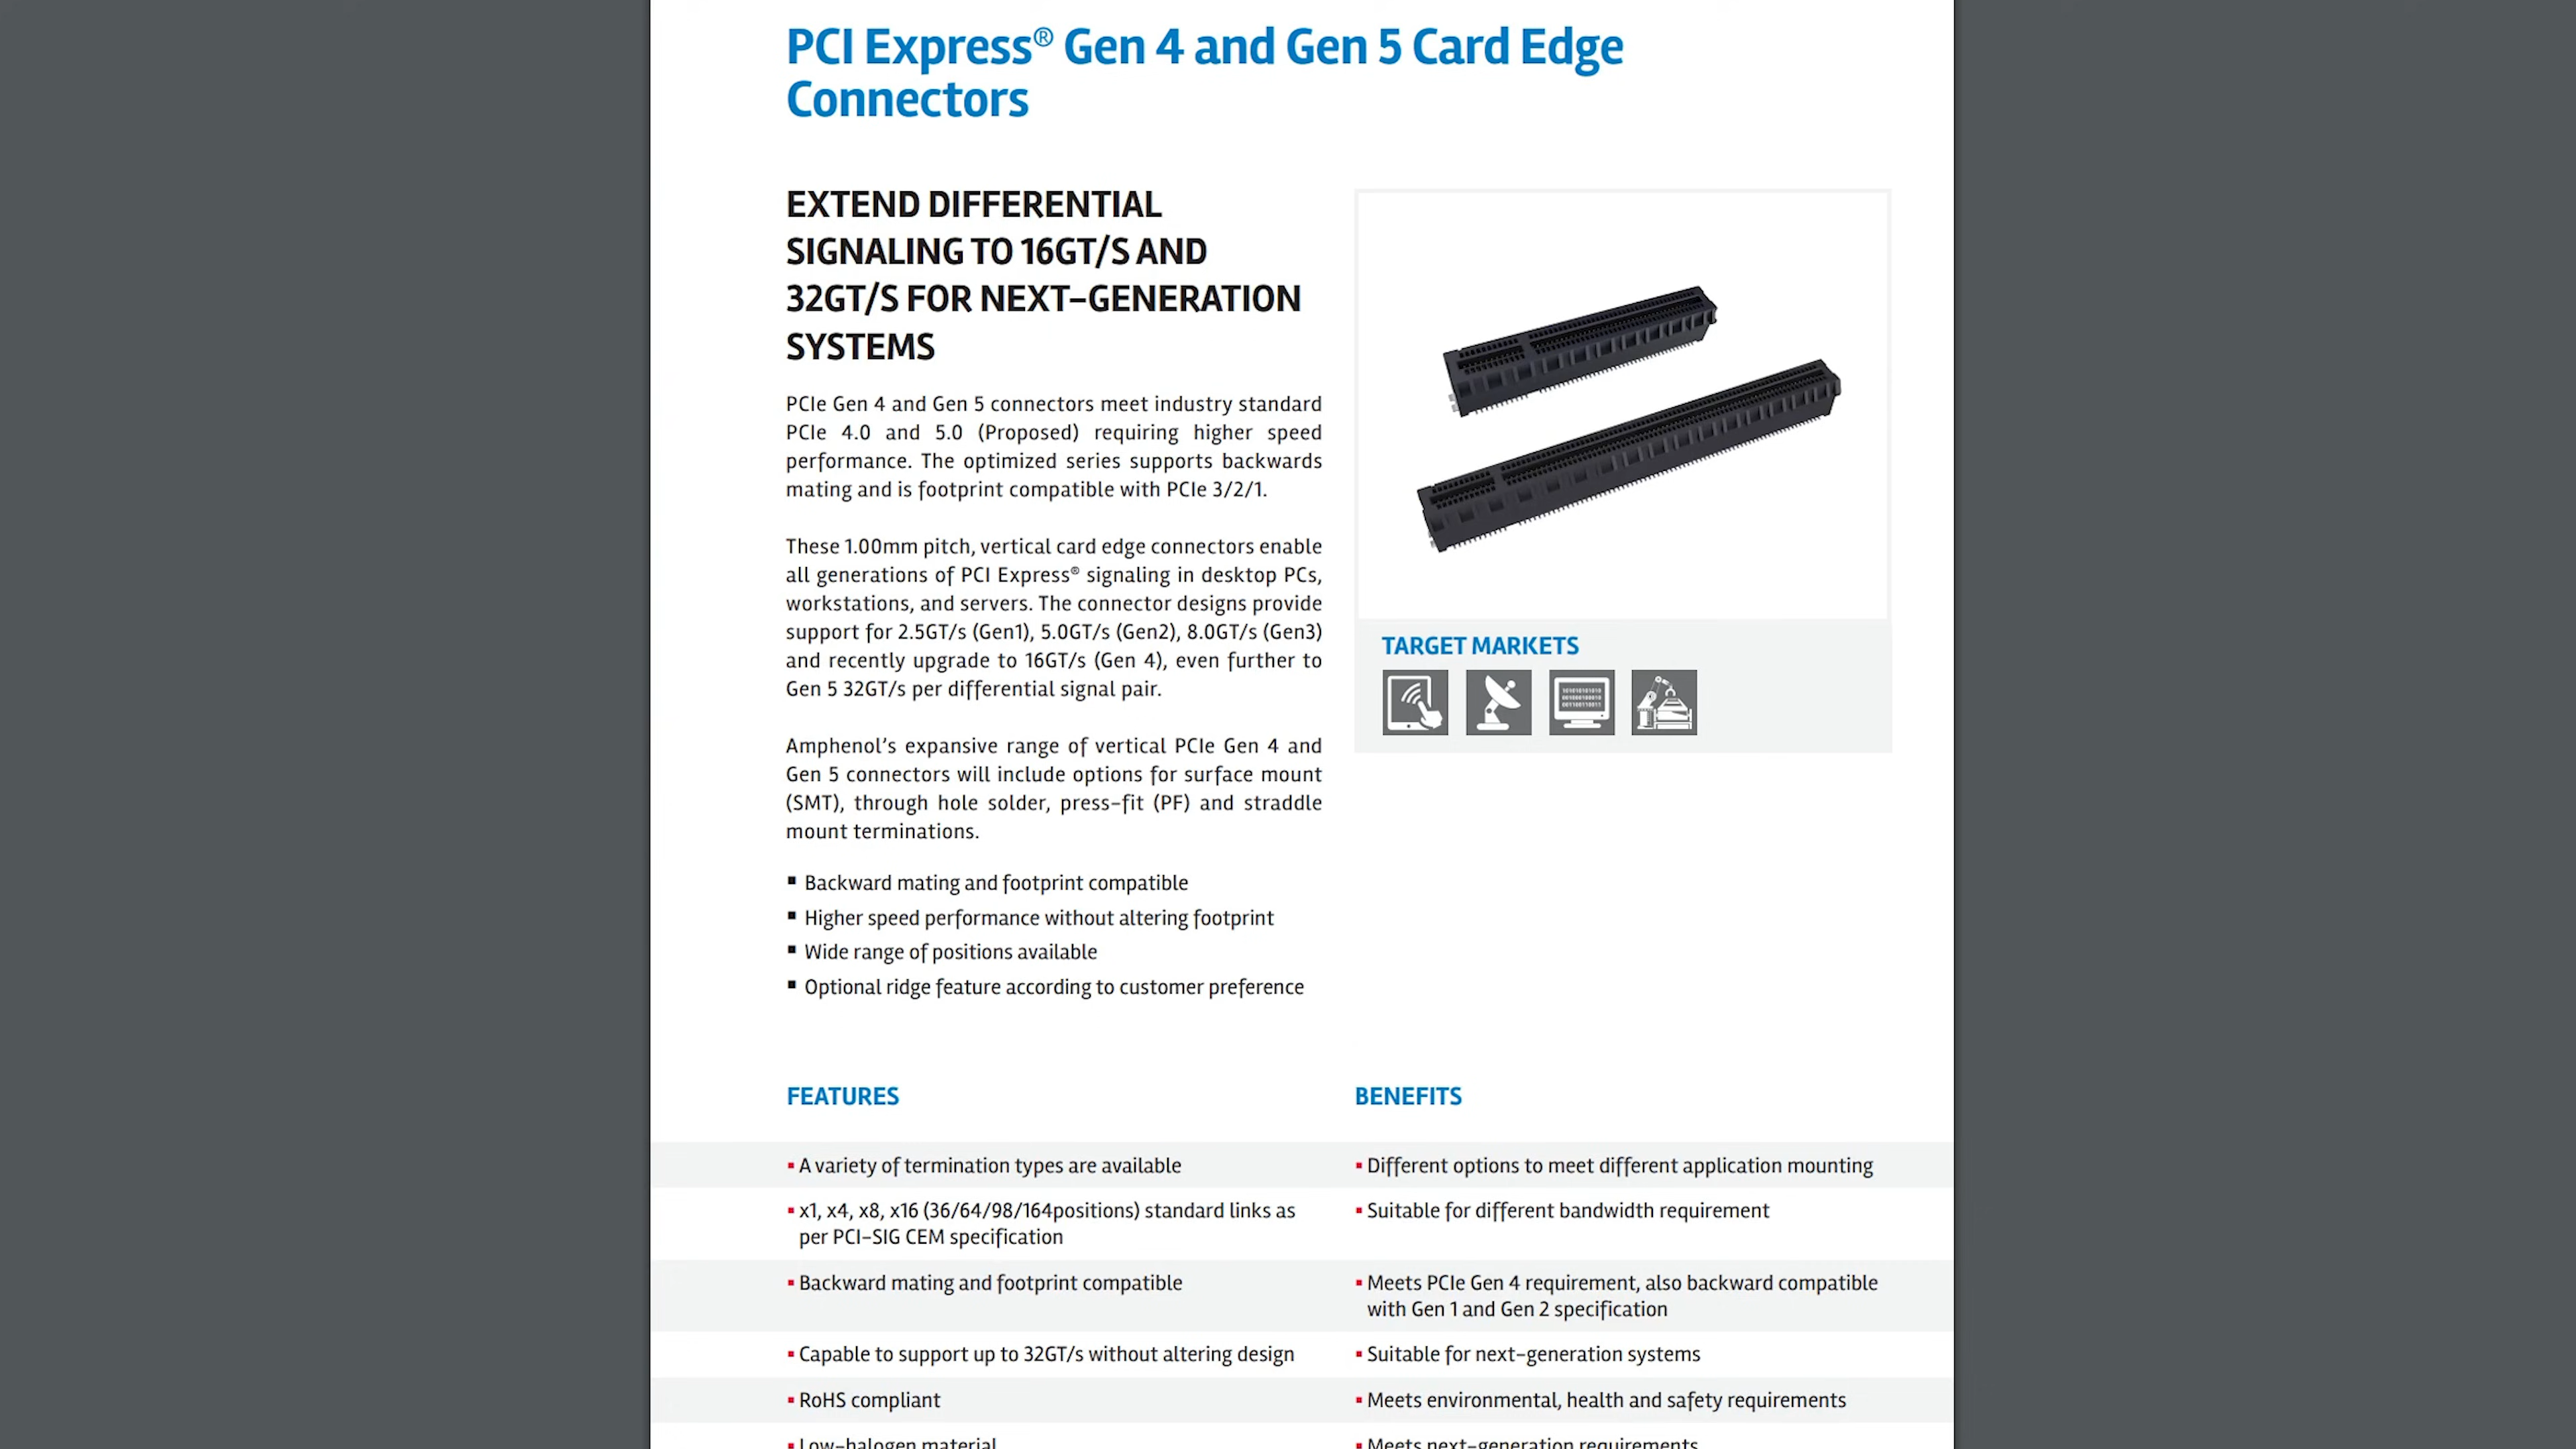 PCI Express® Gen 4 and Gen 5 Card Edge
Connectors
EXTEND DIFFERENTIAL
SIGNALING TO 16GT/S AND
32GT/S FOR NEXT-GENERATION
SYSTEMS
PCIe Gen 4 and Gen 5 connectors meet industry standard
PCIe 4.0 and 5.0 (Proposed) requiring higher speed
performance. The optimized series supports backwards
mating and is footprint compatible with PCIe 3/2/1.
These 1.00mm pitch, vertical card edge connectors enable
all generations of PCI Express® signaling in desktop PCs,
workstations, and servers. The connector designs provide
support for 2.5GT/s (Gen1), 5.0GT/s (Gen2), 8.0GT/s (Gen3)
and recently upgrade to 16GT/s (Gen 4), even further to
Gen 5 32GT/s per differential signal pair.
Amphenol's expansive range of vertical PCIe Gen 4 and
Gen 5 connectors will include options for surface mount
(SMT), through hole solder, press-fit (PF) and straddle
mount terminations.
▪ Backward mating and footprint compatible
▪ Higher speed performance without altering footprint
▪ Wide range of positions available
▪ Optional ridge feature according to customer preference
TARGET MARKETS
FEATURES
BENEFITS
▪ A variety of termination types are available
▪ Different options to meet different application mounting
▪ x1, x4, x8, x16 (36/64/98/164positions) standard links as
per PCI-SIG CEM specification
▪ Suitable for different bandwidth requirement
▪ Backward mating and footprint compatible
▪ Meets PCIe Gen 4 requirement, also backward compatible
with Gen 1 and Gen 2 specification
▪ Capable to support up to 32GT/s without altering design
▪ Suitable for next-generation systems
▪ RoHS compliant
▪ Meets environmental, health and safety requirements
▪ Low-halogen material
▪ Meets next-generation requirements